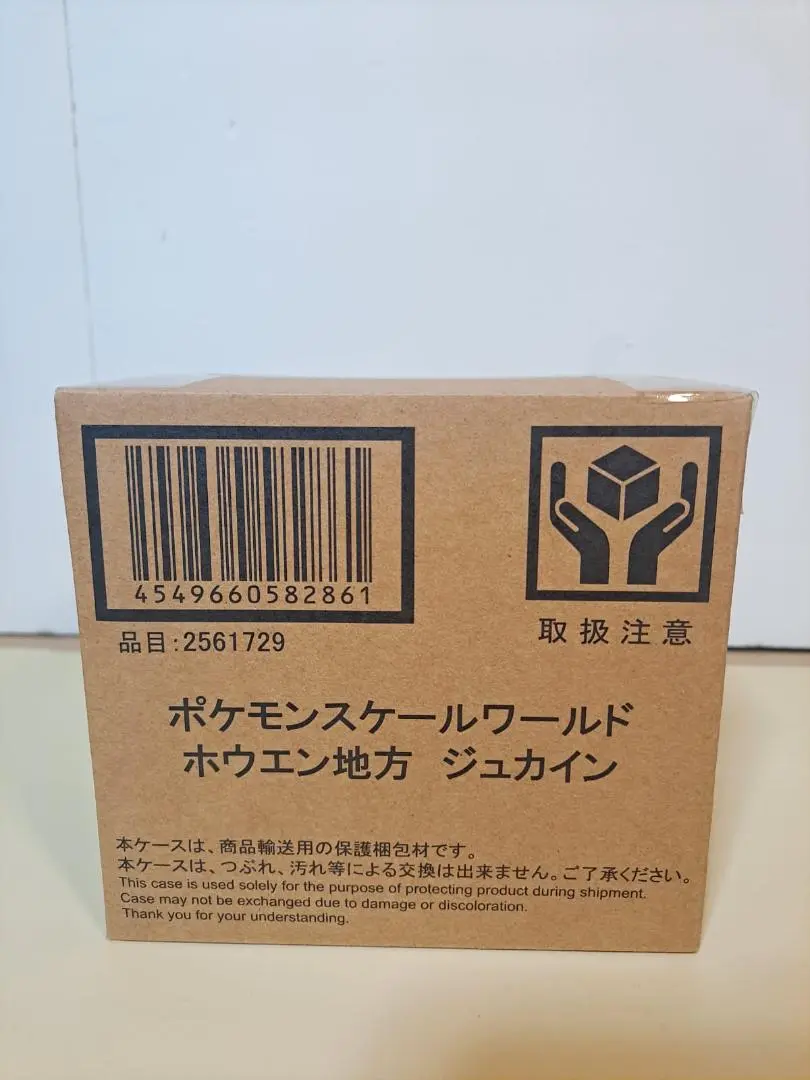 4549660582861
品目:2561729
取扱注意
ポケモンスケールワールド
ホウエン地方 ジュカイン
本ケースは、商品輸送用の保護梱包材です。
本ケースは、つぶれ、汚れ等による交換は出来ません。ご了承ください。
This case is used solely for the purpose of protecting product during shipment.
Case may not be exchanged due to damage or discoloration.
Thank you for your understanding.